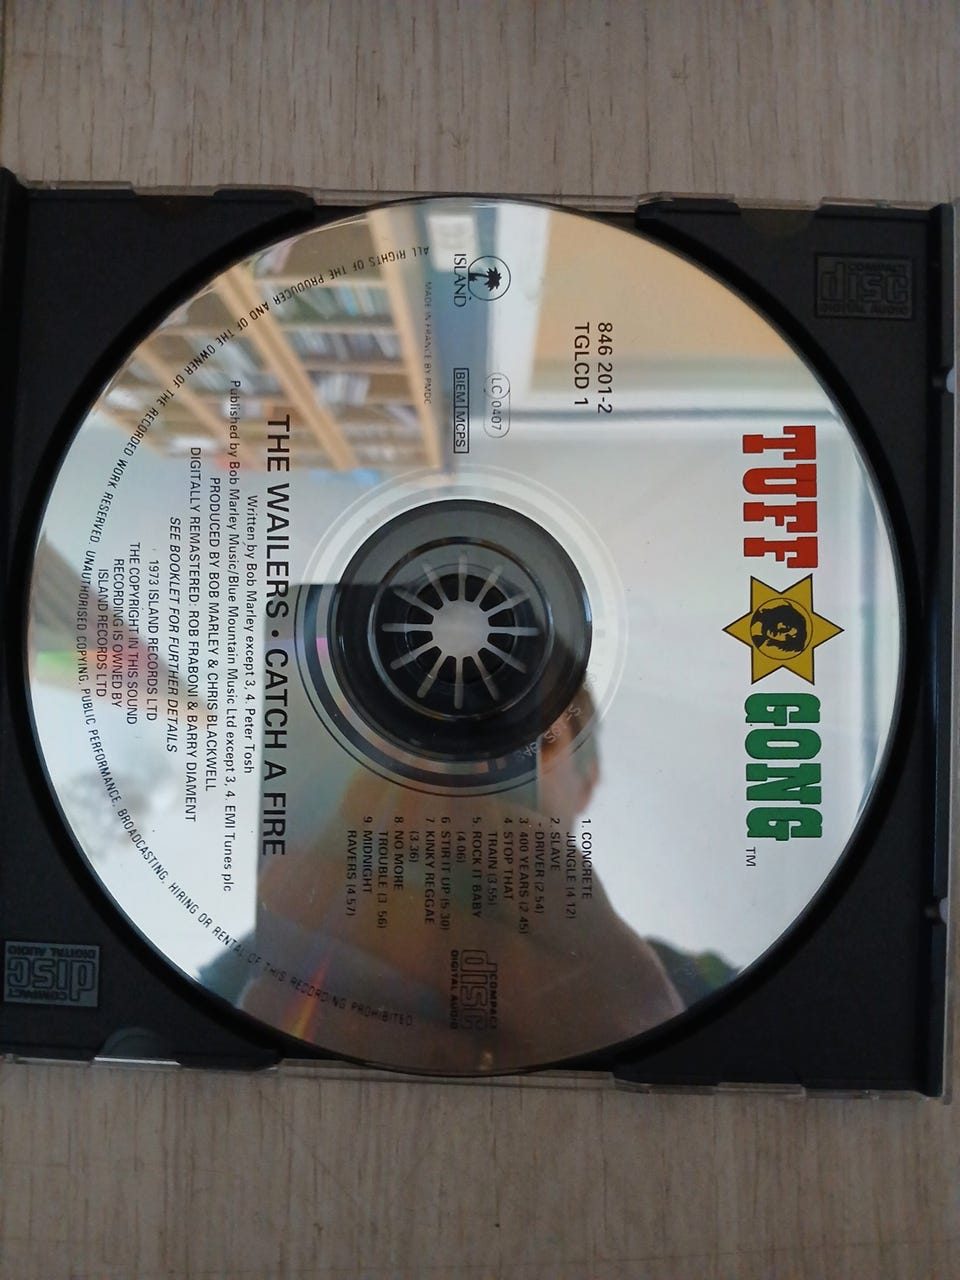 TUFF GONG TM
846 201-2
TGLCD 1
ISLAND
LC 0407
BIEM MCPS
MADE IN FRANCE BY PMDC
1. CONCRETE
JUNGLE (4 12)
2 SLAVE
- DRIVER (2 54)
3 400 YEARS (2 45)
4 STOP THAT
TRAIN (3 55)
5 ROCK IT BABY
(4 06)
6 STIR IT UP (5 30)
7 KINKY REGGAE
(3.36)
8 NO MORE
TROUBLE (3 56)
9 MIDNIGHT
RAVERS (4 57)
COMPACT
disc
DIGITAL AUDIO
THE WAILERS • CATCH A FIRE
Written by Bob Marley except 3, 4. Peter Tosh
Published by Bob Marley Music/Blue Mountain Music Ltd except 3, 4. EMI Tunes plc
PRODUCED BY BOB MARLEY & CHRIS BLACKWELL
DIGITALLY REMASTERED: ROB FRABONI & BARRY DIAMENT
SEE BOOKLET FOR FURTHER DETAILS
1973 ISLAND RECORDS LTD
THE COPYRIGHT IN THIS SOUND
RECORDING IS OWNED BY
ISLAND RECORDS LTD
ALL RIGHTS OF THE PRODUCER AND OF THE OWNER OF THE RECORDED WORK RESERVED. UNAUTHORISED COPYING, PUBLIC PERFORMANCE, BROADCASTING, HIRING OR RENTAL OF THIS RECORDING PROHIBITED
COMPACT
disc
DIGITAL AUDIO
COMPACT
disc
DIGITAL AUDIO